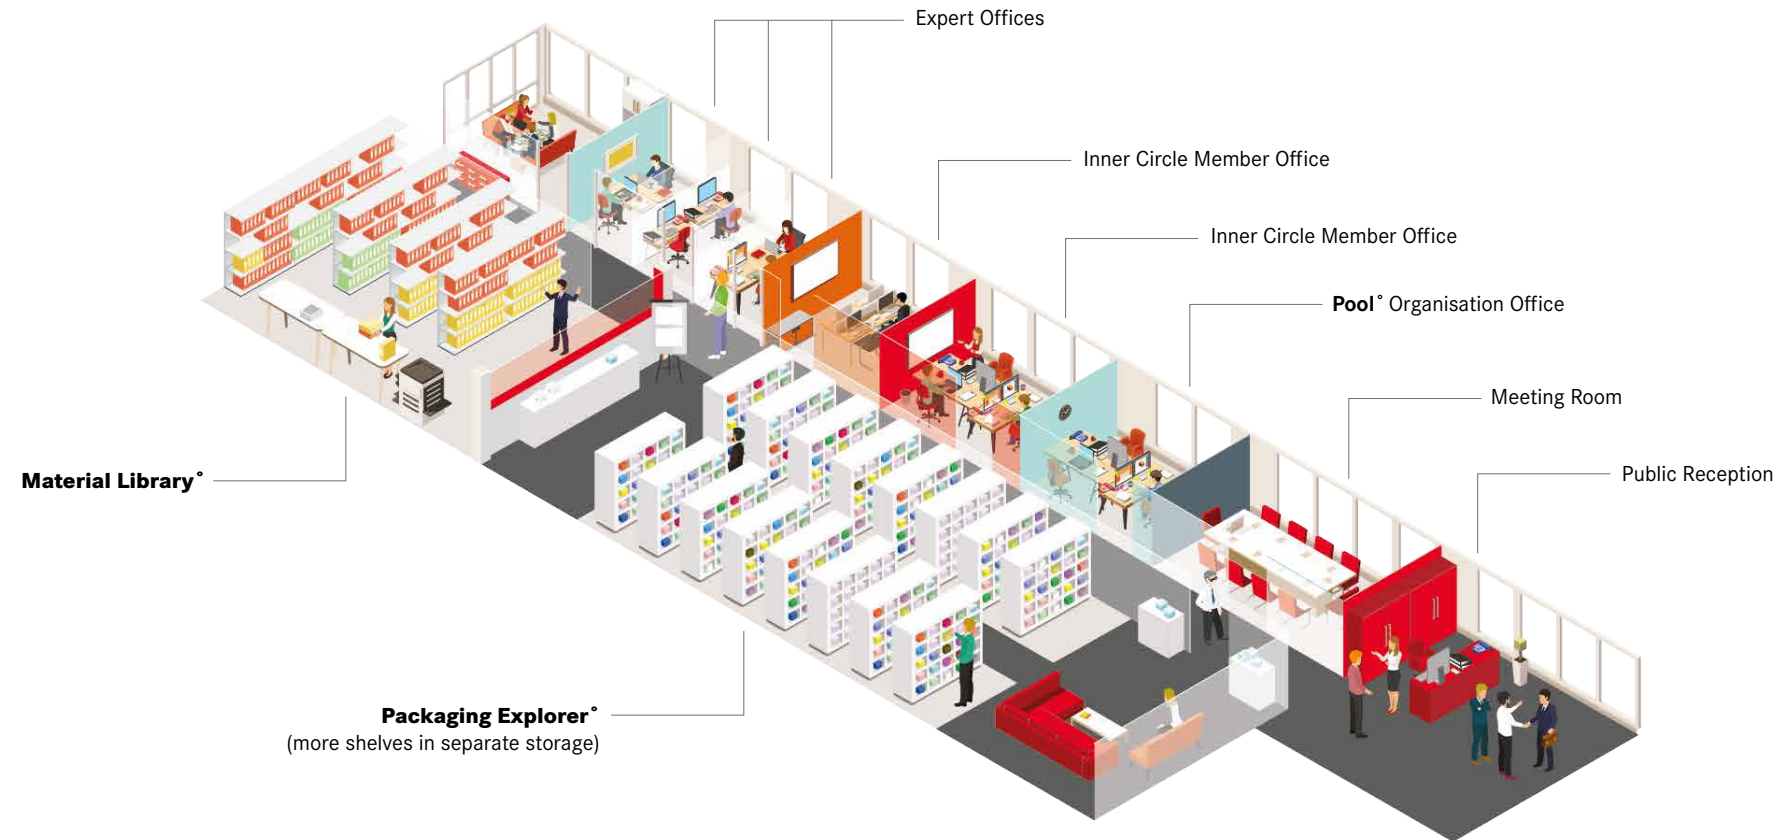 Expert Offices
Inner Circle Member Office
Inner Circle Member Office
Pool° Organisation Office
Meeting Room
Public Reception
Material Library°
Packaging Explorer°
(more shelves in separate storage)